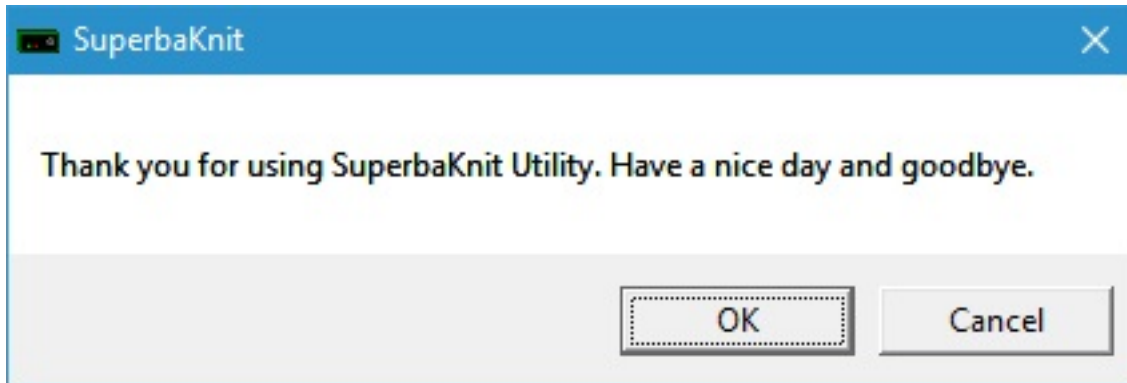 SuperbaKnit
Thank you for using SuperbaKnit Utility. Have a nice day and goodbye.
OK
Cancel